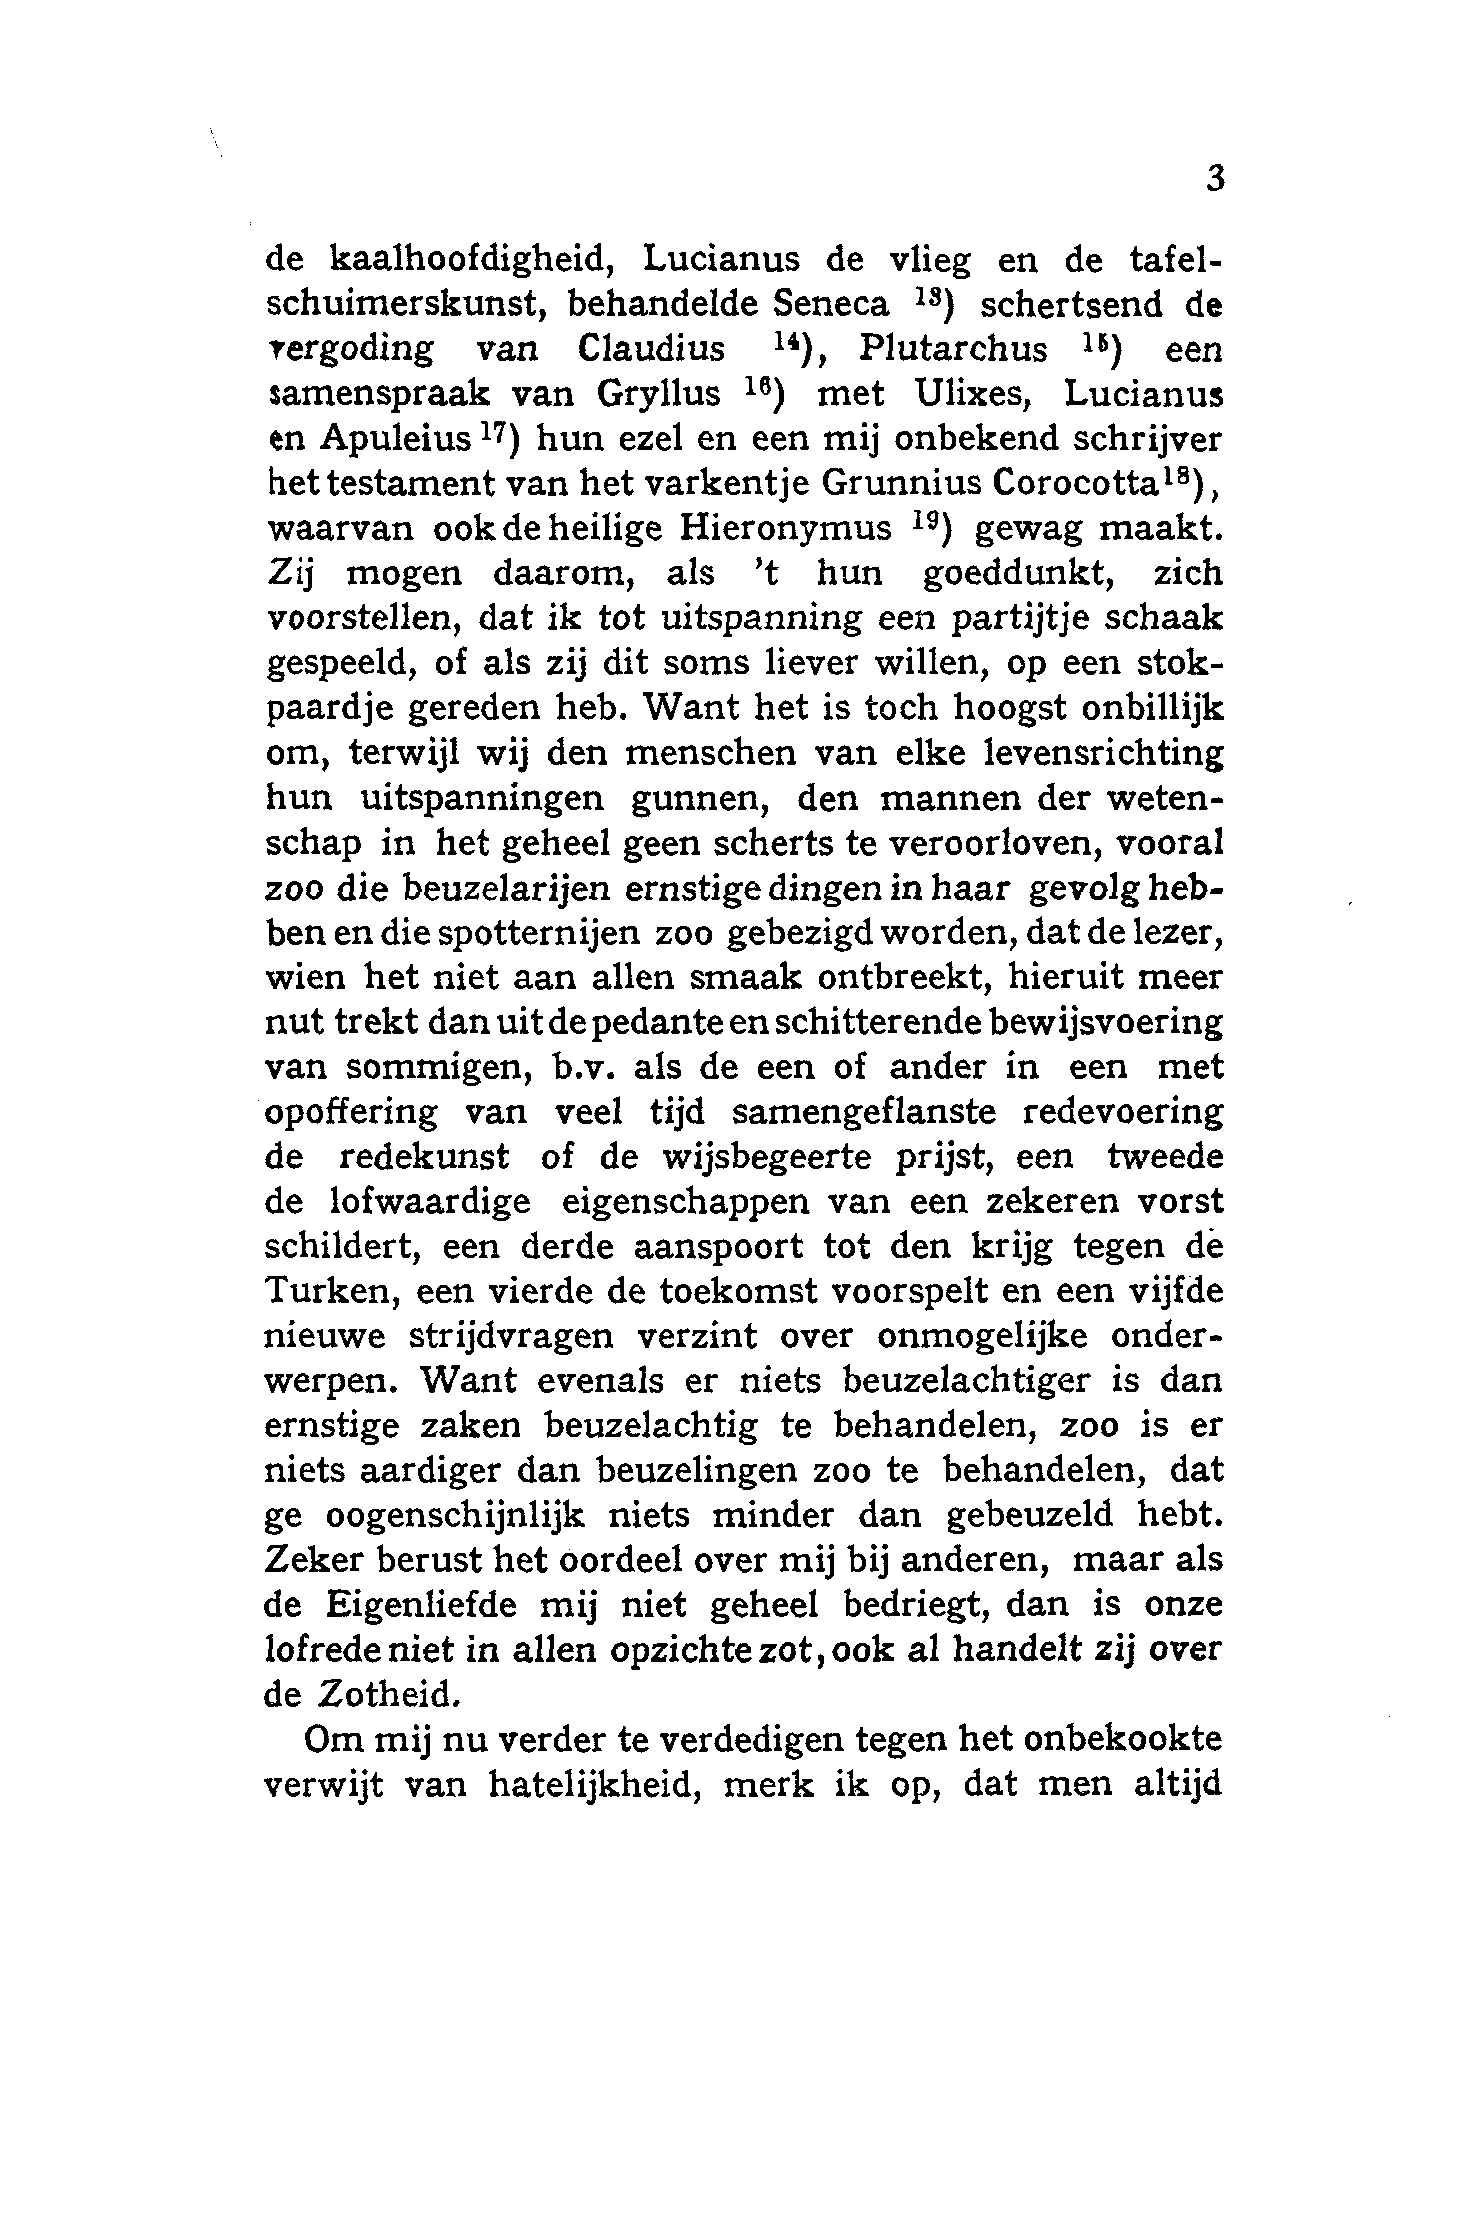 3
de kaalhoofdigheid, Lucianus de vlieg en de tafel-
schuimerskunst, behandelde Seneca ¹³) schertsend de
vergoding van Claudius ¹⁴), Plutarchus ¹⁵) een
samenspraak van Gryllus ¹⁶) met Ulixes, Lucianus
en Apuleius ¹⁷) hun ezel en een mij onbekend schrijver
het testament van het varkentje Grunnius Corocotta ¹⁸),
waarvan ook de heilige Hieronymus ¹⁹) gewag maakt.
Zij mogen daarom, als 't hun goeddunkt, zich
voorstellen, dat ik tot uitspanning een partijtje schaak
gespeeld, of als zij dit soms liever willen, op een stok-
paardje gereden heb. Want het is toch hoogst onbillijk
om, terwijl wij den menschen van elke levensrichting
hun uitspanningen gunnen, den mannen der weten-
schap in het geheel geen scherts te veroorloven, vooral
zoo die beuzelarijen ernstige dingen in haar gevolg heb-
ben en die spotternijen zoo gebezigd worden, dat de lezer,
wien het niet aan allen smaak ontbreekt, hieruit meer
nut trekt dan uit de pedante en schitterende bewijsvoering
van sommigen, b.v. als de een of ander in een met
opoffering van veel tijd samengeflanste redevoering
de redekunst of de wijsbegeerte prijst, een tweede
de lofwaardige eigenschappen van een zekeren vorst
schildert, een derde aanspoort tot den krijg tegen de
Turken, een vierde de toekomst voorspelt en een vijfde
nieuwe strijdvragen verzint over onmogelijke onder-
werpen. Want evenals er niets beuzelachtiger is dan
ernstige zaken beuzelachtig te behandelen, zoo is er
niets aardiger dan beuzelingen zoo te behandelen, dat
ge oogenschijnlijk niets minder dan gebeuzeld hebt.
Zeker berust het oordeel over mij bij anderen, maar als
de Eigenliefde mij niet geheel bedriegt, dan is onze
lofrede niet in allen opzichte zot, ook al handelt zij over
de Zotheid.
Om mij nu verder te verdedigen tegen het onbekookte
verwijt van hatelijkheid, merk ik op, dat men altijd